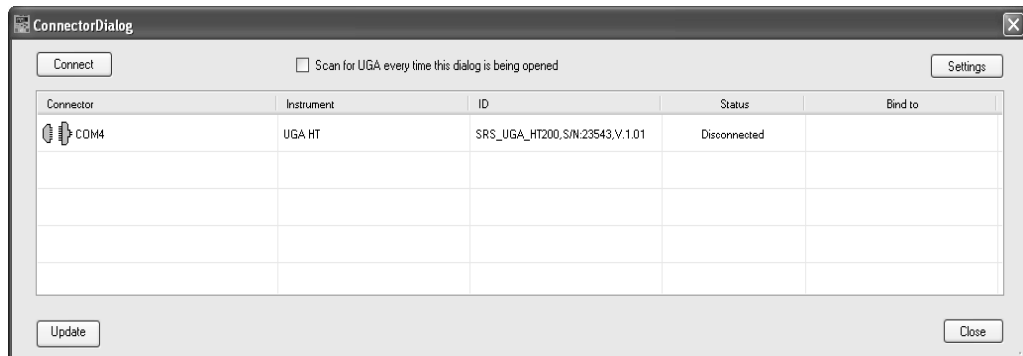 ConnectorDialog
Connect
Scan for UGA every time this dialog is being opened
Settings
Connector Instrument ID Status Bind to
COM4 UGA HT SRS_UGA_HT200,S/N:23543,V.1.01 Disconnected
Update
Close